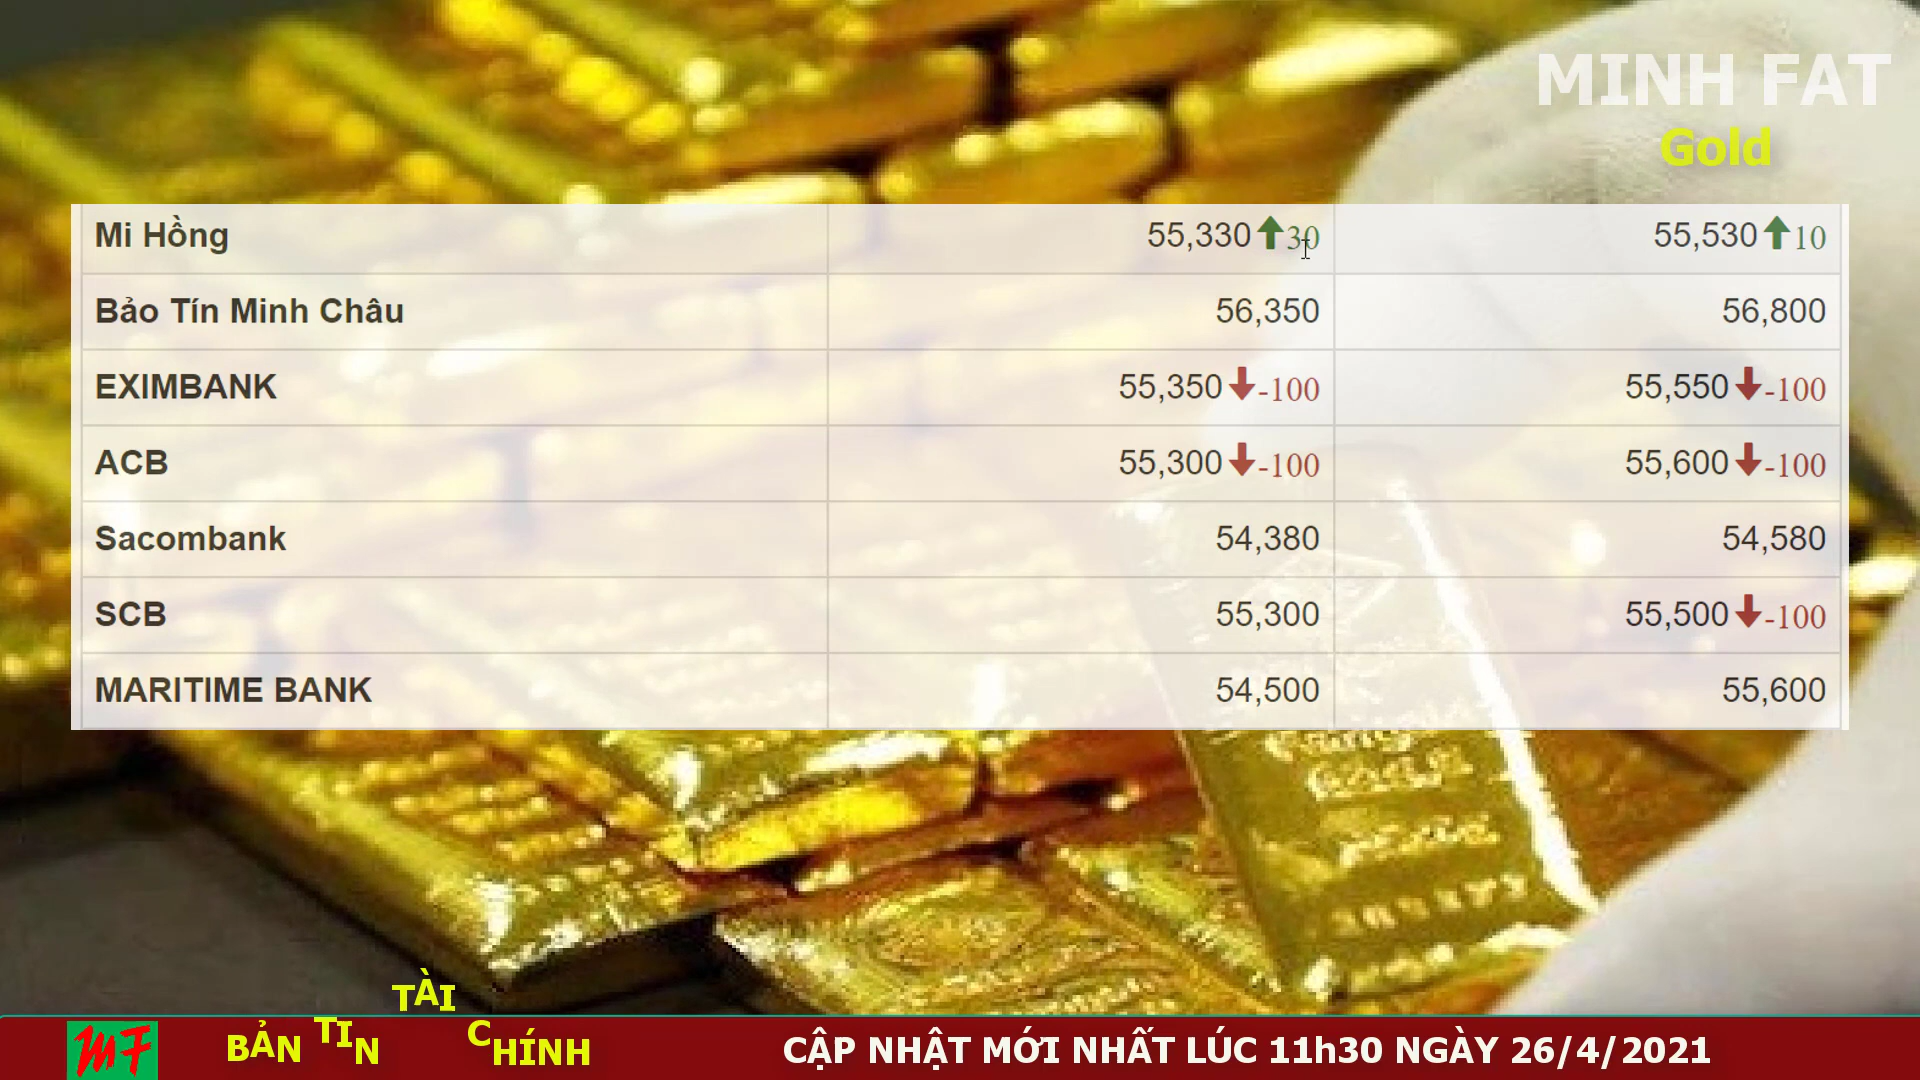 MINH FAT
Gold
Mi Hồng 55,330 30 55,530 10
Bảo Tín Minh Châu 56,350 56,800
EXIMBANK 55,350 -100 55,550 -100
ACB 55,300 -100 55,600 -100
Sacombank 54,380 54,580
SCB 55,300 55,500 -100
MARITIME BANK 54,500 55,600
MF BẢN TIN TÀI CHÍNH CẬP NHẬT MỚI NHẤT LÚC 11h30 NGÀY 26/4/2021